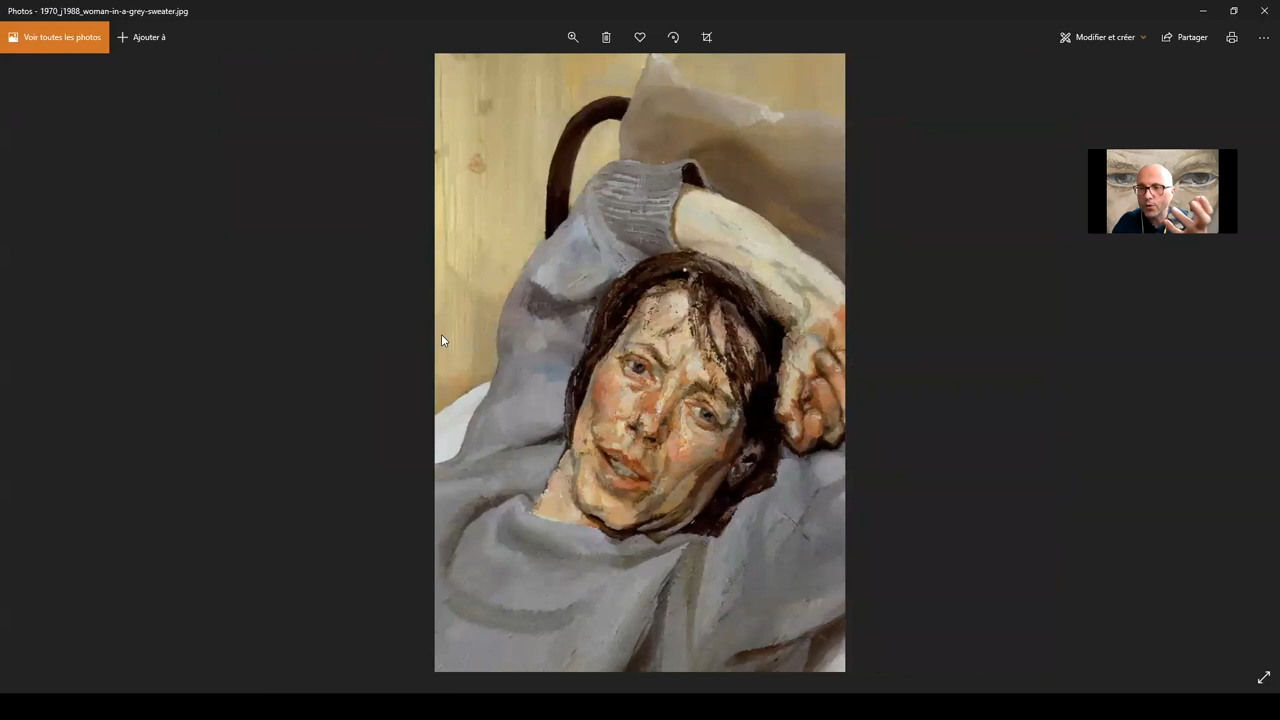 Photos - 1970_j1988_woman-in-a-grey-sweater.jpg
Voir toutes les photos
Ajouter à
Modifier et créer
Partager